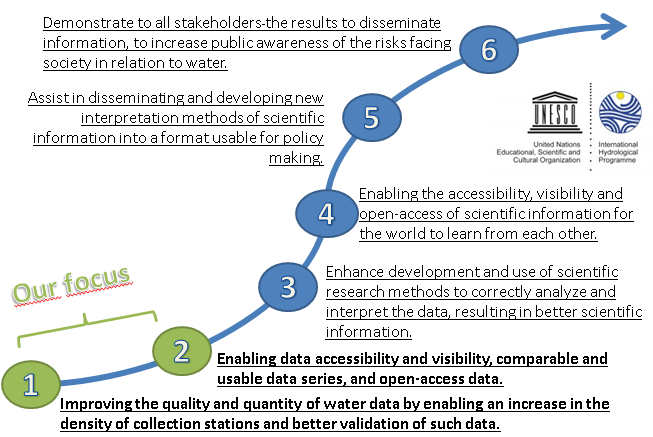 Demonstrate to all stakeholders-the results to disseminate
information, to increase public awareness of the risks facing
society in relation to water.
6
Assist in disseminating and developing new
interpretation methods of scientific
information into a format usable for policy
making.
5
UNESCO
United Nations
Educational, Scientific and
Cultural Organization
International
Hydrological
Programme
4
Enabling the accessibility, visibility and
open-access of scientific information for
the world to learn from each other.
Our focus
3
Enhance development and use of scientific
research methods to correctly analyze and
interpret the data, resulting in better scientific
information.
2
Enabling data accessibility and visibility, comparable and
usable data series, and open-access data.
1
Improving the quality and quantity of water data by enabling an increase in the
density of collection stations and better validation of such data.